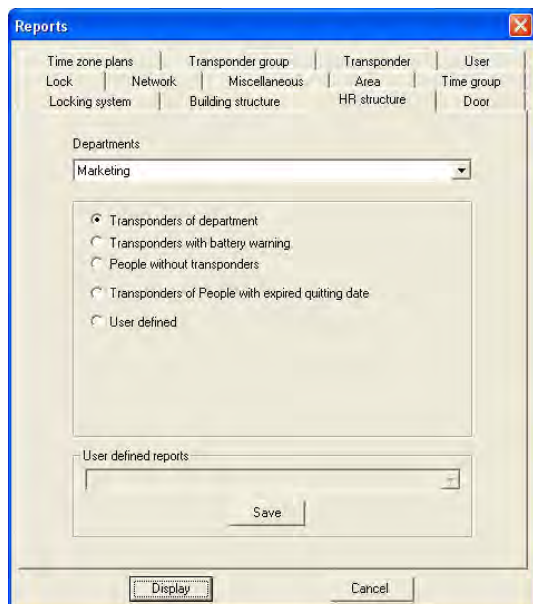 Reports
Time zone plans Transponder group Transponder User
Lock Network Miscellaneous Area Time group
Locking system Building structure HR structure Door
Departments
Marketing
Transponders of department
Transponders with battery warning
People without transponders
Transponders of People with expired quitting date
User defined
User defined reports
Save
Display Cancel